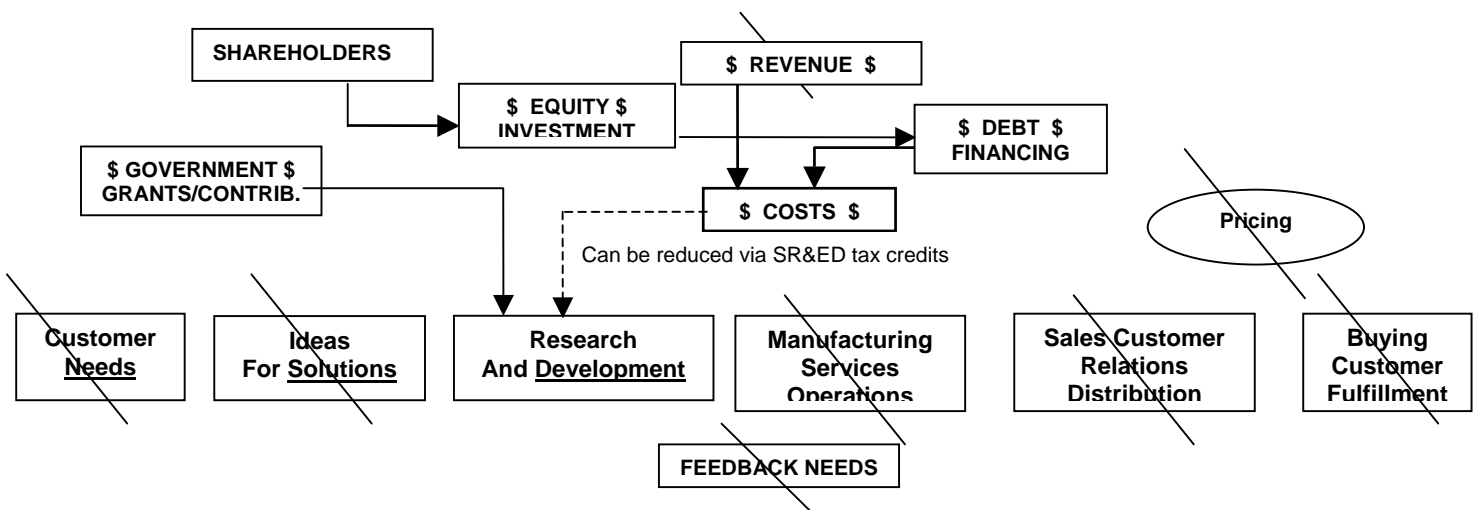 SHAREHOLDERS
$ REVENUE $
$ EQUITY $
INVESTMENT
$ DEBT $
FINANCING
$ GOVERNMENT $
GRANTS/CONTRIB.
$ COSTS $
Pricing
Can be reduced via SR&ED tax credits
Customer
Needs
Ideas
For Solutions
Research
And Development
Manufacturing
Services
Operations
Sales Customer
Relations
Distribution
Buying
Customer
Fulfillment
FEEDBACK NEEDS